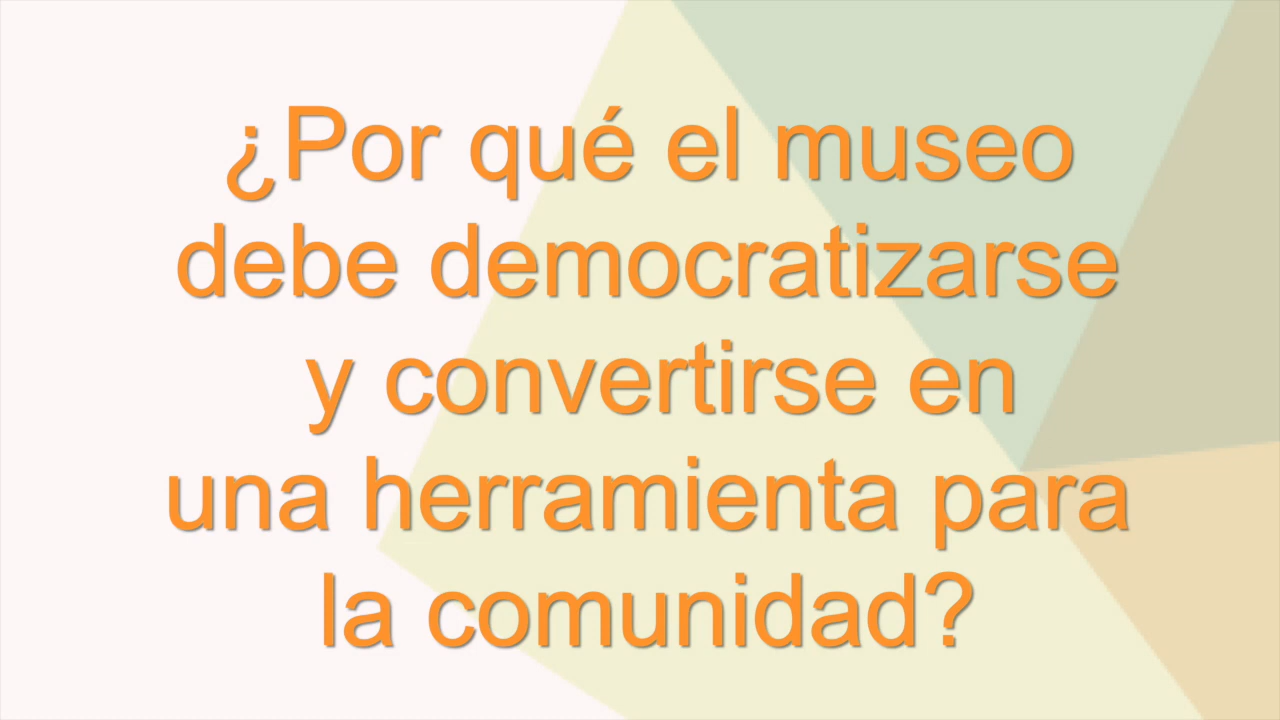 ¿Por qué el museo
debe democratizarse
y convertirse en
una herramienta para
la comunidad?